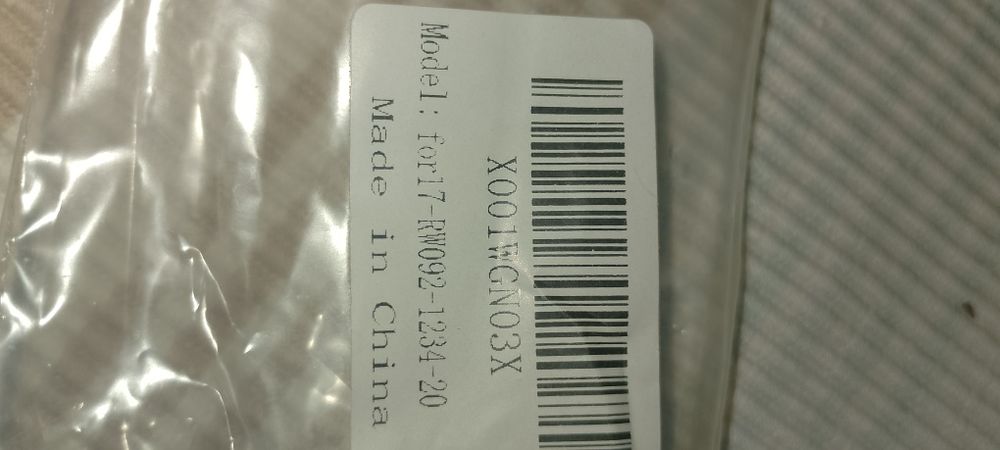 X001WGN03X
Model: for17-RW092-1234-20
Made in China